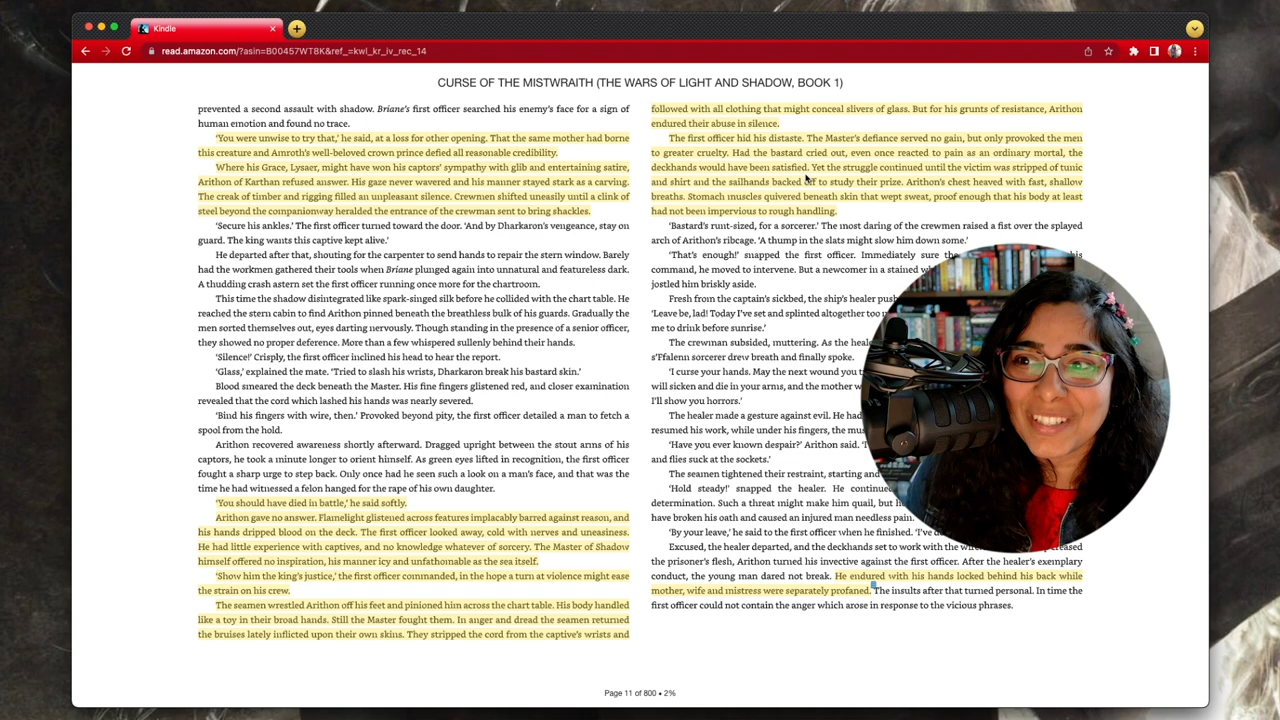 Kindle
read.amazon.com/?asin=B00457WT8K&ref_=kwl_kr_iv_rec_14
CURSE OF THE MISTWRAITH (THE WARS OF LIGHT AND SHADOW, BOOK 1)
prevented a second assault with shadow. Briane’s first officer searched his enemy’s face for a sign of
human emotion and found no trace.
‘You were unwise to try that,’ he said, at a loss for other opening. That the same mother had borne
this creature and Amroth’s well-beloved crown prince defied all reasonable credibility.
Where his Grace, Lysaer, might have won his captors’ sympathy with glib and entertaining satire,
Arithon of Karthan refused answer. His gaze never wavered and his manner stayed stark as a carving.
The creak of timber and rigging filled an unpleasant silence. Crewmen shifted uneasily until a clink of
steel beyond the companionway heralded the entrance of the crewman sent to bring shackles.
‘Secure his ankles.’ The first officer turned toward the door. ‘And by Dharkaron’s vengeance, stay on
guard. The king wants this captive kept alive.’
He departed after that, shouting for the carpenter to send hands to repair the stern window. Barely
had the workmen gathered their tools when Briane plunged again into unnatural and featureless dark.
A thudding crash astern set the first officer running once more for the chartroom.
This time the shadow disintegrated like spark-singed silk before he collided with the chart table. He
reached the stern cabin to find Arithon pinned beneath the breathless bulk of his guards. Gradually the
men sorted themselves out, eyes darting nervously. Though standing in the presence of a senior officer,
they showed no proper deference. More than a few whispered sullenly behind their hands.
‘Silence!’ Crisply, the first officer inclined his head to hear the report.
‘Glass,’ explained the mate. ‘Tried to slash his wrists, Dharkaron break his bastard skin.’
Blood smeared the deck beneath the Master. His fine fingers glistened red, and closer examination
revealed that the cord which lashed his hands was nearly severed.
‘Bind his fingers with wire, then.’ Provoked beyond pity, the first officer detailed a man to fetch a
spool from the hold.
Arithon recovered awareness shortly afterward. Dragged upright between the stout arms of his
captors, he took a minute longer to orient himself. As green eyes lifted in recognition, the first officer
fought a sharp urge to step back. Only once had he seen such a look on a man’s face, and that was the
time he had witnessed a felon hanged for the rape of his own daughter.
‘You should have died in battle,’ he said softly.
Arithon gave no answer. Flamelight glistened across features implacably barred against reason, and
his hands dripped blood on the deck. The first officer looked away, cold with nerves and uneasiness.
He had little experience with captives, and no knowledge whatever of sorcery. The Master of Shadow
himself offered no inspiration, his manner icy and unfathomable as the sea itself.
‘Show him the king’s justice,’ the first officer commanded, in the hope a turn at violence might ease
the strain on his crew.
The seamen wrestled Arithon off his feet and pinioned him across the chart table. His body handled
like a toy in their broad hands. Still the Master fought them. In anger and dread the seamen returned
the bruises lately inflicted upon their own skins. They stripped the cord from the captive’s wrists and
followed with all clothing that might conceal slivers of glass. But for his grunts of resistance, Arithon
endured their abuse in silence.
The first officer hid his distaste. The Master’s defiance served no gain, but only provoked the men
to greater cruelty. Had the bastard cried out, even once reacted to pain as an ordinary mortal, the
deckhands would have been satisfied. Yet the struggle continued until the victim was stripped of tunic
and shirt and the sailhands backed off to study their prize. Arithon’s chest heaved with fast, shallow
breaths. Stomach muscles quivered beneath skin that wept sweat, proof enough that his body at least
had not been impervious to rough handling.
‘Bastard’s runt-sized, for a sorcerer.’ The most daring of the crewmen raised a fist over the splayed
arch of Arithon’s ribcage. ‘A thump in the slats might slow him down some.’
‘That’s enough!’ snapped the first officer. Immediately sure the his
command, he moved to intervene. But a newcomer in a stained
jostled him briskly aside.
Fresh from the captain’s sickbed, the ship’s healer
‘Leave be, lad! Today I’ve set and splinted altogether too
me to drink before sunrise.’
The crewman subsided, muttering. As the
s’Ffalenn sorcerer drew breath and finally spoke.
‘I curse your hands. May the next wound you
will sicken and die in your arms, and the mother
I’ll show you horrors.’
The healer made a gesture against evil. He had
resumed his work, while under his fingers, the
‘Have you ever known despair?’ Arithon said.
and flies suck at the sockets.’
The seamen tightened their restraint, starting and
‘Hold steady!’ snapped the healer. He
determination. Such a threat might make him quail, but
have broken his oath and caused an injured man needless pain.
‘By your leave,’ he said to the first officer when he finished.
Excused, the healer departed, and the deckhands set to work with the
the prisoner’s flesh, Arithon turned his invective against the first officer. After the healer’s exemplary
conduct, the young man dared not break. He endured with his hands locked behind his back while
mother, wife and mistress were separately profaned. The insults after that turned personal. In time the
first officer could not contain the anger which arose in response to the vicious phrases.
Page 11 of 800 • 2%